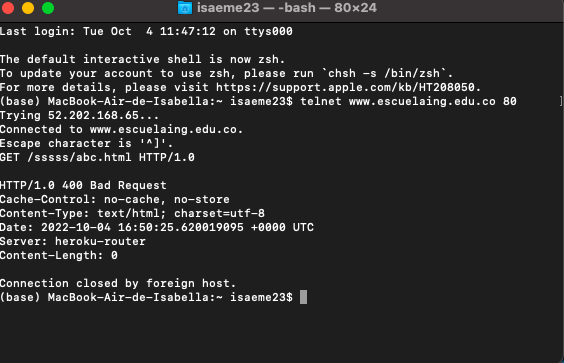 isaeme23 — -bash — 80×24
Last login: Tue Oct  4 11:47:12 on ttys000
The default interactive shell is now zsh.
To update your account to use zsh, please run `chsh -s /bin/zsh`.
For more details, please visit https://support.apple.com/kb/HT208050.
(base) MacBook-Air-de-Isabella:~ isaeme23$ telnet www.escuelaing.edu.co 80
Trying 52.202.168.65...
Connected to www.escuelaing.edu.co.
Escape character is '^]'.
GET /sssss/abc.html HTTP/1.0
HTTP/1.0 400 Bad Request
Cache-Control: no-cache, no-store
Content-Type: text/html; charset=utf-8
Date: 2022-10-04 16:50:25.620019095 +0000 UTC
Server: heroku-router
Content-Length: 0
Connection closed by foreign host.
(base) MacBook-Air-de-Isabella:~ isaeme23$